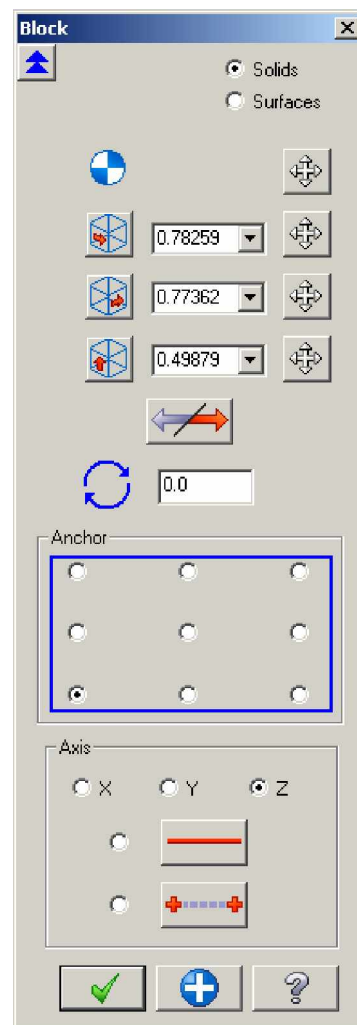 Block
Solids
Surfaces
0.78259
0.77362
0.49879
0.0
Anchor
Axis
X Y Z